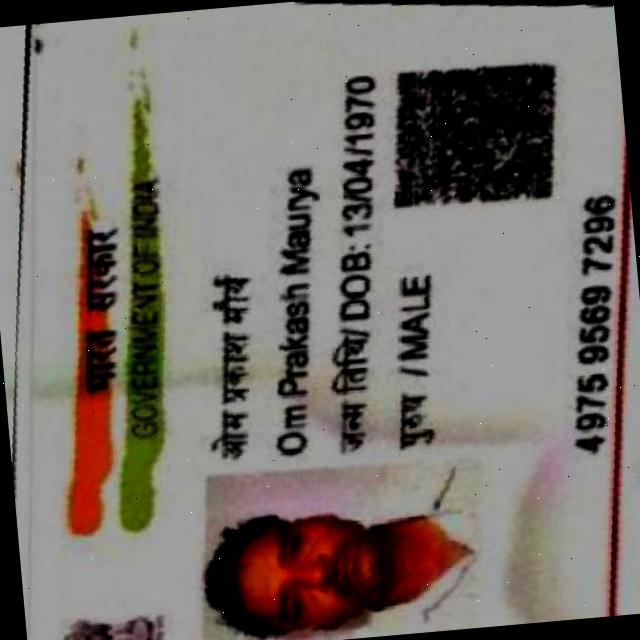 भारत सरकार
GOVERNMENT OF INDIA
ओम प्रकाश मौर्य
Om Prakash Maurya
जन्म तिथि/ DOB: 13/04/1970
पुरुष / MALE
4975 9569 7296